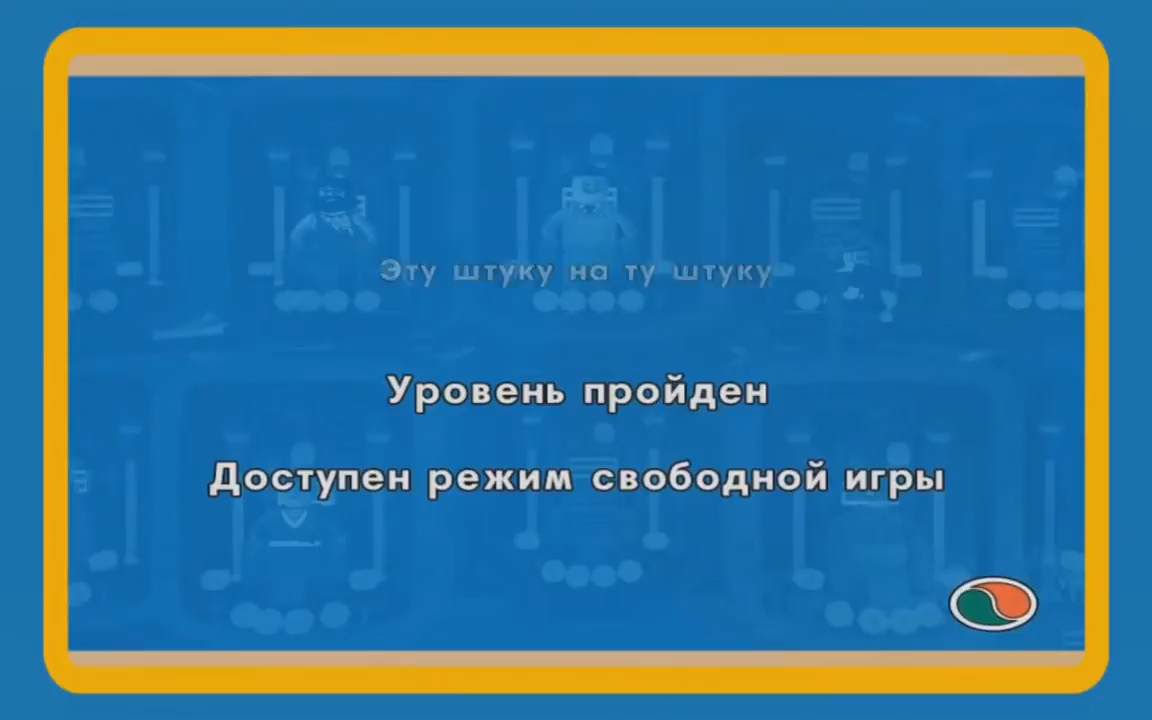 Эту штуку на ту штуку
Уровень пройден
Доступен режим свободной игры